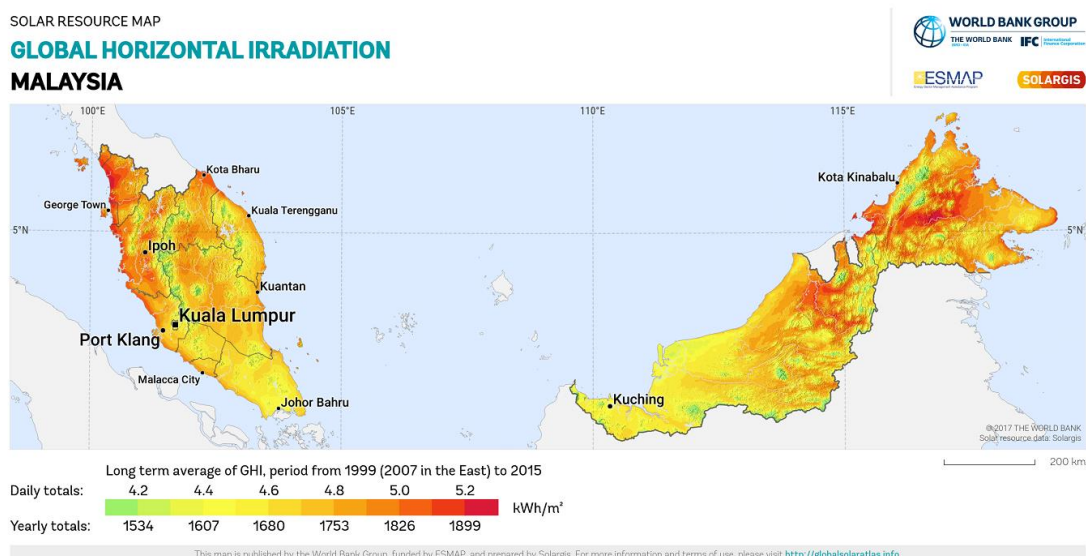 SOLAR RESOURCE MAP
GLOBAL HORIZONTAL IRRADIATION
MALAYSIA
WORLD BANK GROUP
THE WORLD BANK
IFC International Finance Corporation
ESMAP
SOLARGIS
100°E 105°E 110°E 115°E
Kota Bharu
Kota Kinabalu
George Town
Kuala Terengganu
5°N 5°N
Ipoh
Kuantan
Kuala Lumpur
Port Klang
Malacca City
Johor Bahru
Kuching
©2017 THE WORLD BANK
Solar resource data: Solargis
200 km
Long term average of GHI, period from 1999 (2007 in the East) to 2015
Daily totals: 4.2 4.4 4.6 4.8 5.0 5.2
kWh/m²
Yearly totals: 1534 1607 1680 1753 1826 1899
This map is published by the World Bank Group, funded by ESMAP, and prepared by Solargis. For more information and terms of use, please visit http://globalsolaratlas.info